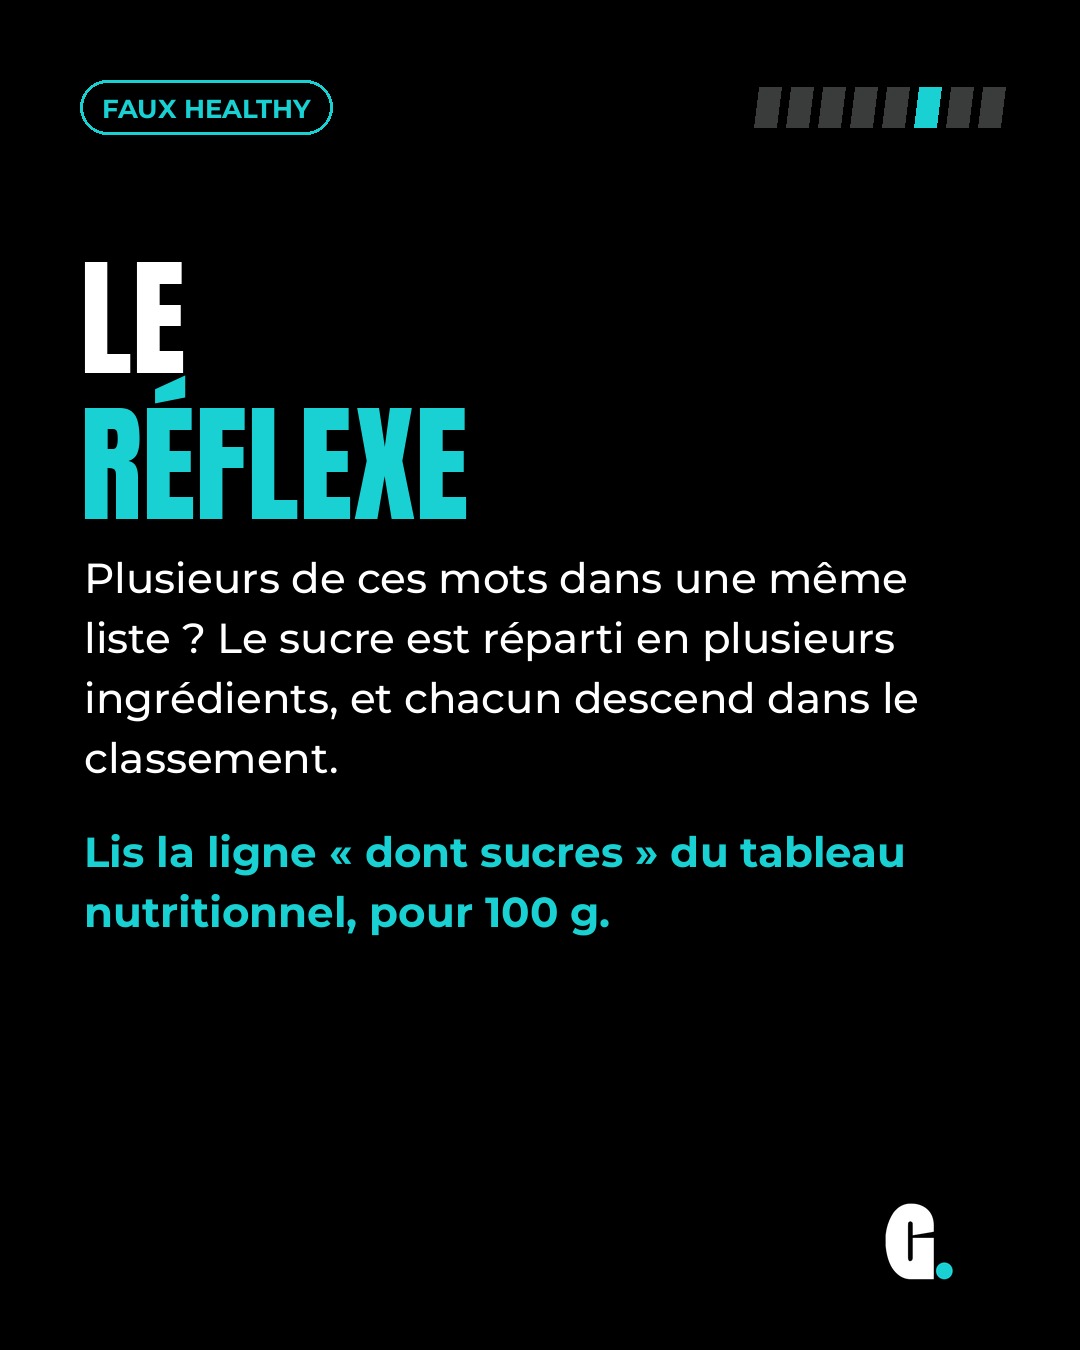 FAUX HEALTHY
LE
RÉFLEXE
Plusieurs de ces mots dans une même
liste ? Le sucre est réparti en plusieurs
ingrédients, et chacun descend dans le
classement.
Lis la ligne « dont sucres » du tableau
nutritionnel, pour 100 g.
G.